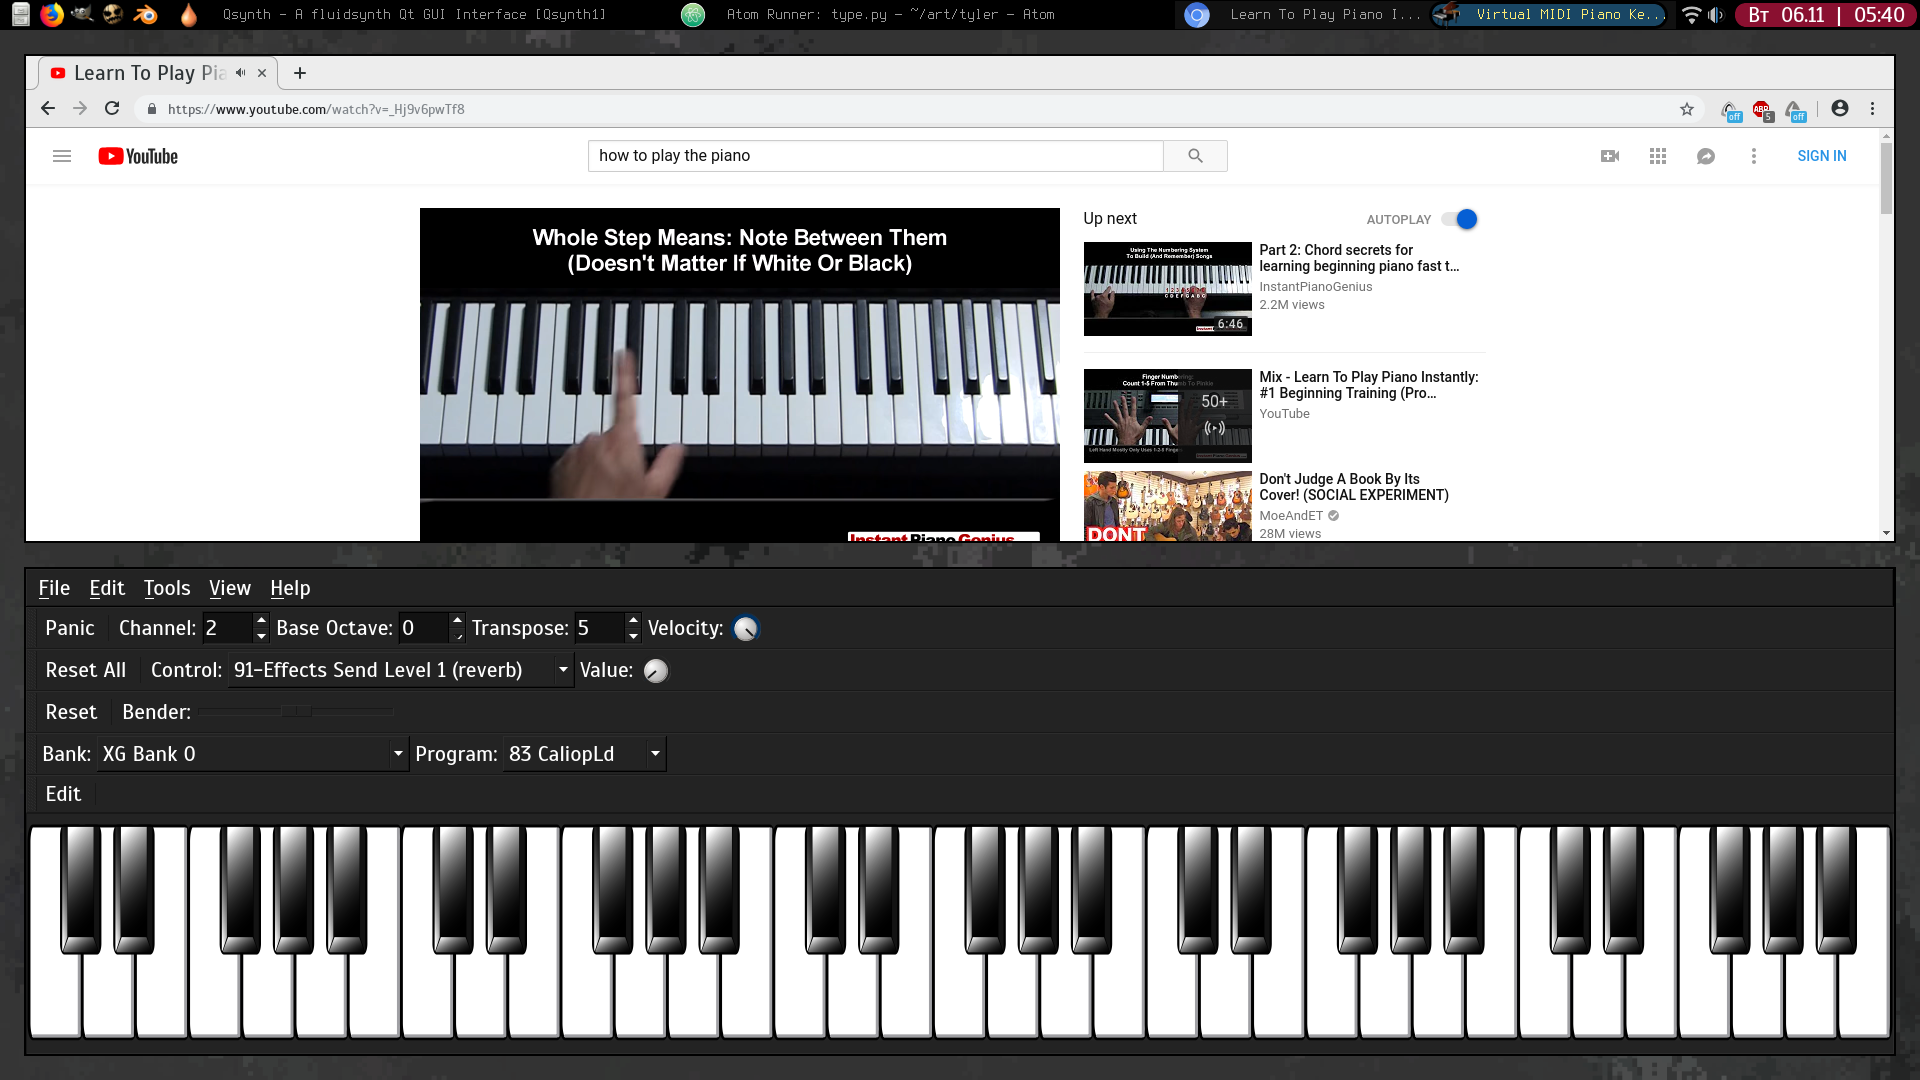 Qsynth - A fluidsynth Qt GUI Interface [Qsynth1]
Atom Runner: type.py - ~/art/tyler - Atom
Learn To Play Piano I...
Virtual MIDI Piano Ke...
Вт 06.11 | 05:40
Learn To Play Pia
https://www.youtube.com/watch?v=_Hj9v6pwTf8
off
ABP
5
off
YouTube
how to play the piano
SIGN IN
Whole Step Means: Note Between Them
(Doesn't Matter If White Or Black)
Instant Piano Genius
Up next
AUTOPLAY
Using The Numbering System
To Build (And Remember) Songs
6:46
Part 2: Chord secrets for
learning beginning piano fast t...
InstantPianoGenius
2.2M views
Finger Numbering:
Count 1-5 From Thumb To Pinkie
50+
Mix - Learn To Play Piano Instantly:
#1 Beginning Training (Pro...
YouTube
DONT
Don't Judge A Book By Its
Cover! (SOCIAL EXPERIMENT)
MoeAndET
28M views
File Edit Tools View Help
Panic Channel: 2 Base Octave: 0 Transpose: 5 Velocity:
Reset All Control: 91-Effects Send Level 1 (reverb) Value:
Reset Bender:
Bank: XG Bank 0 Program: 83 CaliopLd
Edit